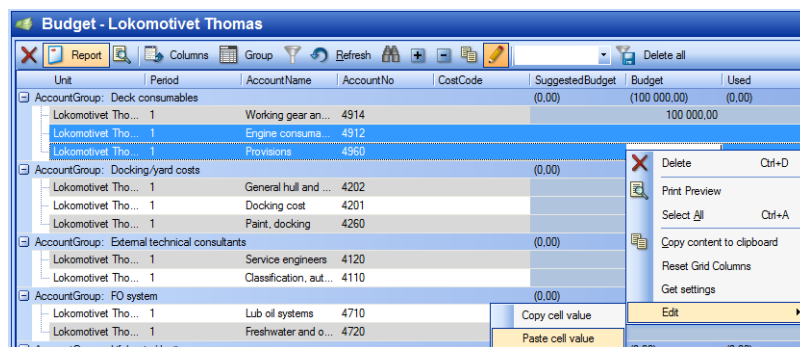 Budget - Lokomotivet Thomas
Report Columns Group Refresh Delete all
Unit Period AccountName AccountNo CostCode SuggestedBudget Budget Used
AccountGroup: Deck consumables (0,00) (100 000,00) (0,00)
Lokomotivet Tho... 1 Working gear an... 4914 100 000,00
Lokomotivet Tho... 1 Engine consuma... 4912
Lokomotivet Tho... 1 Provisions 4960
AccountGroup: Docking/yard costs (0,00)
Lokomotivet Tho... 1 General hull and ... 4202
Lokomotivet Tho... 1 Docking cost 4201
Lokomotivet Tho... 1 Paint, docking 4260
AccountGroup: External technical consultants (0,00)
Lokomotivet Tho... 1 Service engineers 4120
Lokomotivet Tho... 1 Classification, aut... 4110
AccountGroup: FO system (0,00)
Lokomotivet Tho... 1 Lub oil systems 4710
Lokomotivet Tho... 1 Freshwater and o... 4720
Delete Ctrl+D
Print Preview
Select All Ctrl+A
Copy content to clipboard
Reset Grid Columns
Get settings
Edit
Copy cell value
Paste cell value